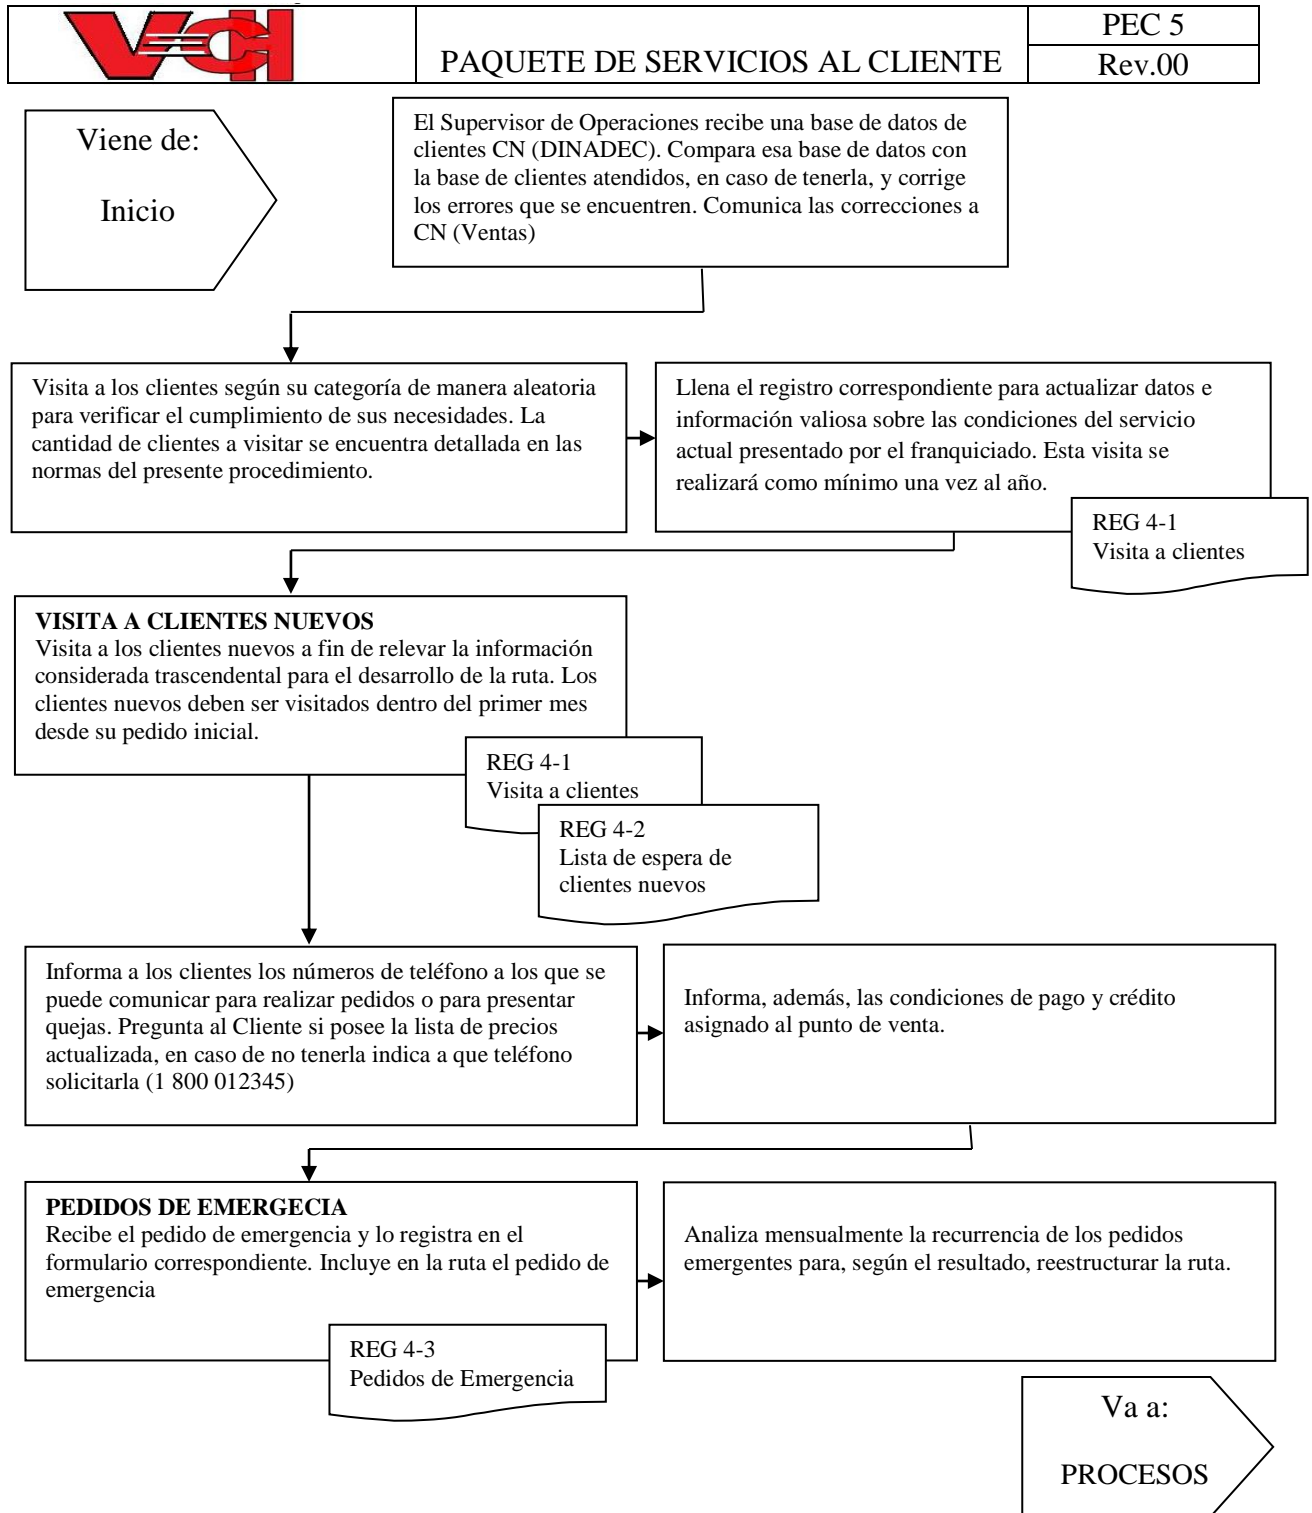 VCH
PAQUETE DE SERVICIOS AL CLIENTE
PEC 5
Rev.00
Viene de:
Inicio
El Supervisor de Operaciones recibe una base de datos de
clientes CN (DINADEC). Compara esa base de datos con
la base de clientes atendidos, en caso de tenerla, y corrige
los errores que se encuentren. Comunica las correcciones a
CN (Ventas)
Visita a los clientes según su categoría de manera aleatoria
para verificar el cumplimiento de sus necesidades. La
cantidad de clientes a visitar se encuentra detallada en las
normas del presente procedimiento.
Llena el registro correspondiente para actualizar datos e
información valiosa sobre las condiciones del servicio
actual presentado por el franquiciado. Esta visita se
realizará como mínimo una vez al año.
REG 4-1
Visita a clientes
VISITA A CLIENTES NUEVOS
Visita a los clientes nuevos a fin de relevar la información
considerada trascendental para el desarrollo de la ruta. Los
clientes nuevos deben ser visitados dentro del primer mes
desde su pedido inicial.
REG 4-1
Visita a clientes
REG 4-2
Lista de espera de
clientes nuevos
Informa a los clientes los números de teléfono a los que se
puede comunicar para realizar pedidos o para presentar
quejas. Pregunta al Cliente si posee la lista de precios
actualizada, en caso de no tenerla indica a que teléfono
solicitarla (1 800 012345)
Informa, además, las condiciones de pago y crédito
asignado al punto de venta.
PEDIDOS DE EMERGECIA
Recibe el pedido de emergencia y lo registra en el
formulario correspondiente. Incluye en la ruta el pedido de
emergencia
REG 4-3
Pedidos de Emergencia
Analiza mensualmente la recurrencia de los pedidos
emergentes para, según el resultado, reestructurar la ruta.
Va a:
PROCESOS